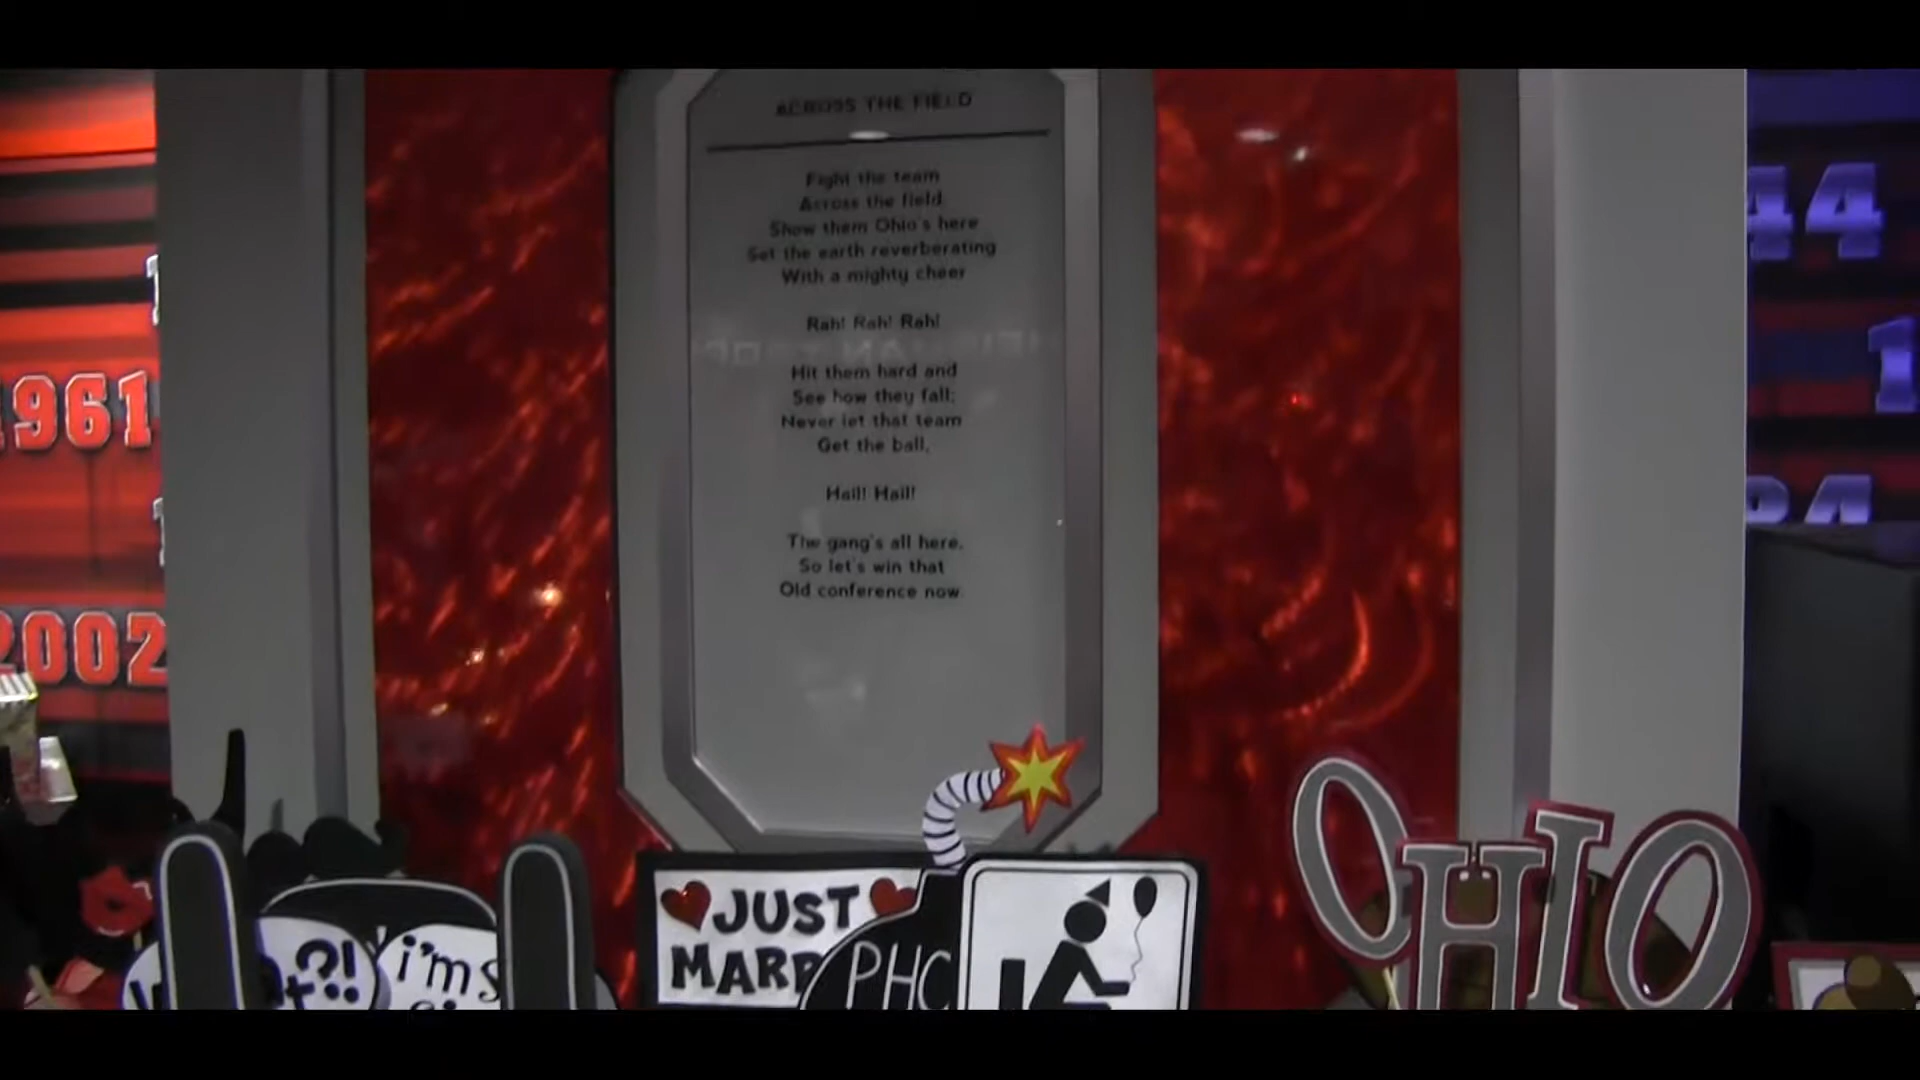 ACROSS THE FIELD
Fight the team
Across the field,
Show them Ohio's here
Set the earth reverberating
With a mighty cheer
Rah! Rah! Rah!
Hit them hard and
See how they fall;
Never let that team
Get the ball,
Hail! Hail!
The gang's all here,
So let's win that
Old conference now.
1961
2002
44
1
JUST
MARR
PHC
?!
i'm
OHIO